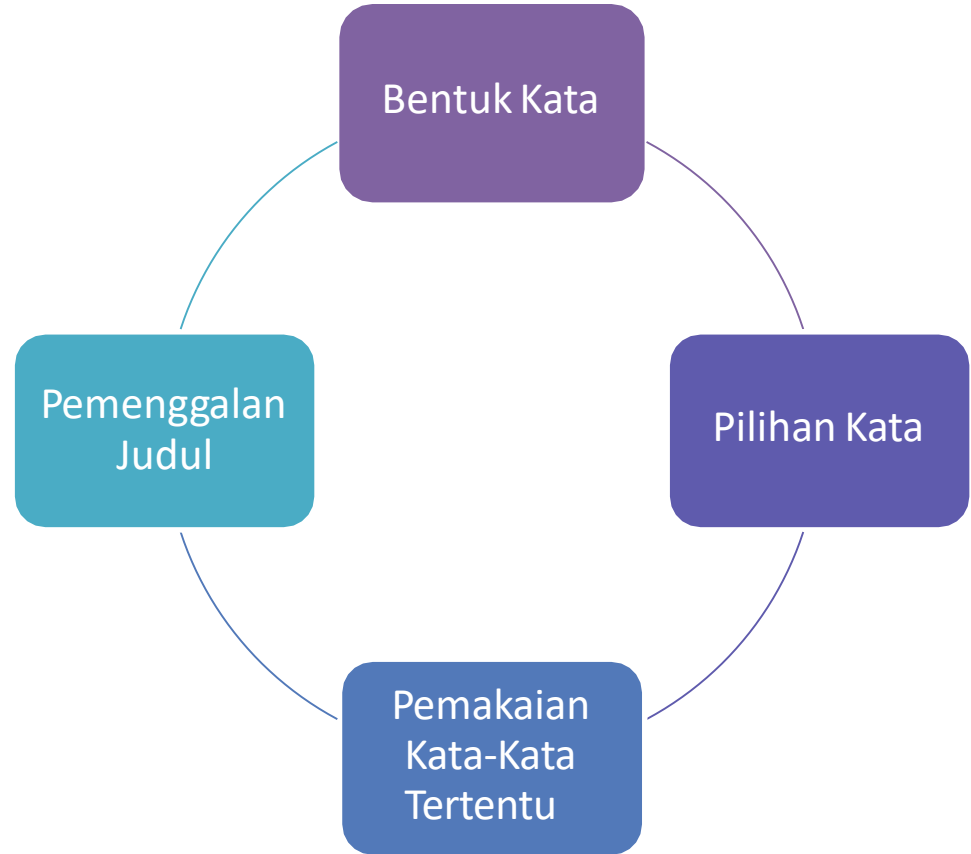 Bentuk Kata
Pemenggalan
Judul
Pilihan Kata
Pemakaian
Kata-Kata
Tertentu